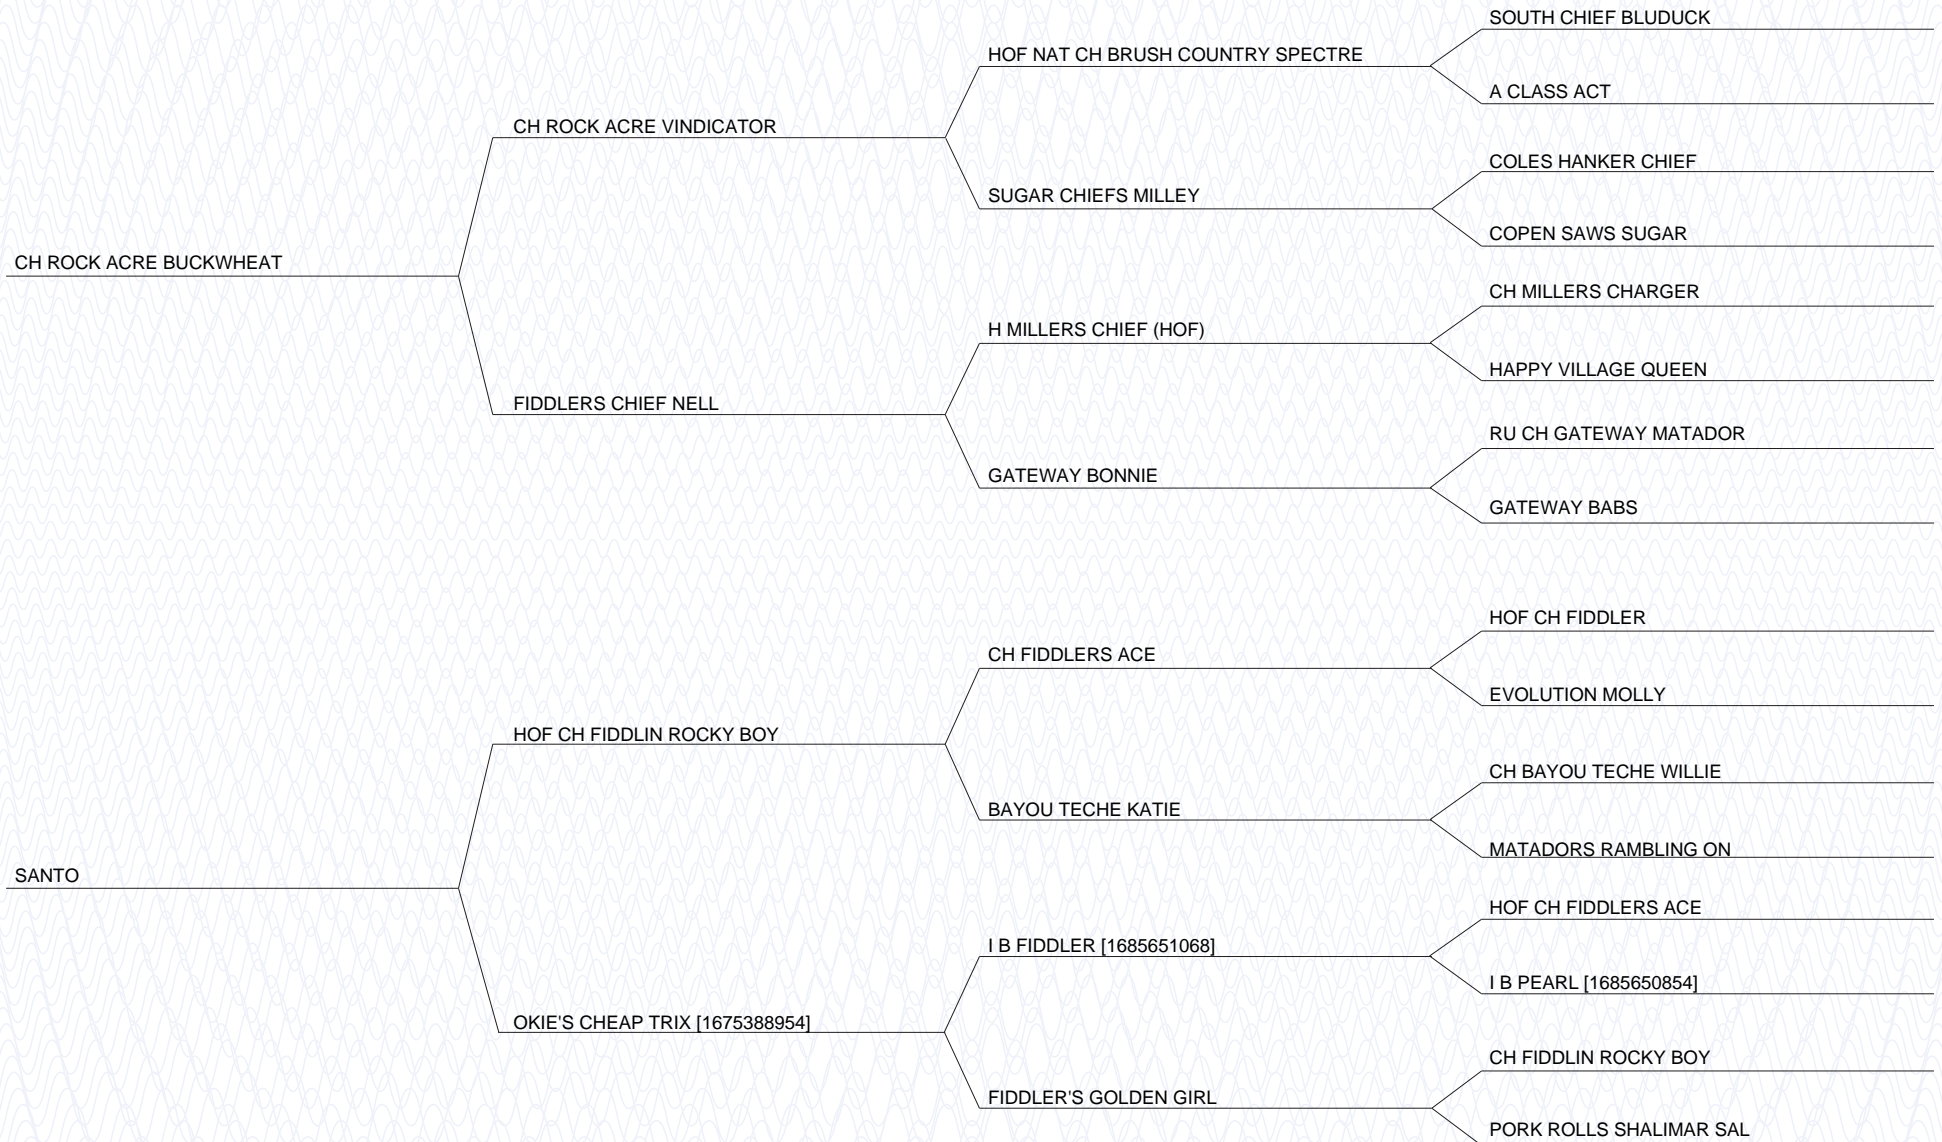 SOUTH CHIEF BLUDUCK
HOF NAT CH BRUSH COUNTRY SPECTRE
A CLASS ACT
CH ROCK ACRE VINDICATOR
COLES HANKER CHIEF
SUGAR CHIEFS MILLEY
COPEN SAWS SUGAR
CH ROCK ACRE BUCKWHEAT
CH MILLERS CHARGER
H MILLERS CHIEF (HOF)
HAPPY VILLAGE QUEEN
FIDDLERS CHIEF NELL
RU CH GATEWAY MATADOR
GATEWAY BONNIE
GATEWAY BABS
HOF CH FIDDLER
CH FIDDLERS ACE
EVOLUTION MOLLY
HOF CH FIDDLIN ROCKY BOY
CH BAYOU TECHE WILLIE
BAYOU TECHE KATIE
MATADORS RAMBLING ON
SANTO
HOF CH FIDDLERS ACE
I B FIDDLER [1685651068]
I B PEARL [1685650854]
OKIE'S CHEAP TRIX [1675388954]
CH FIDDLIN ROCKY BOY
FIDDLER'S GOLDEN GIRL
PORK ROLLS SHALIMAR SAL